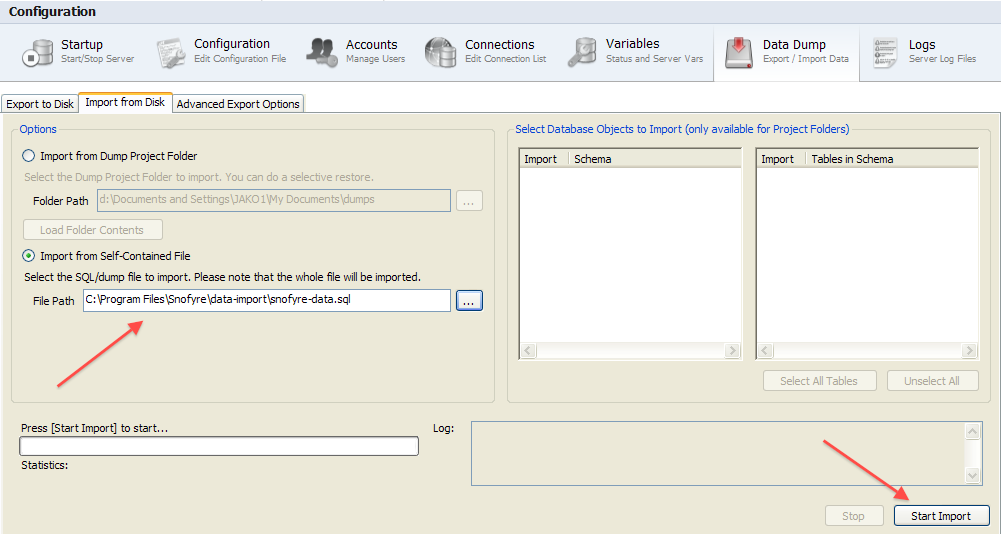 Configuration
Startup
Start/Stop Server
Configuration
Edit Configuration File
Accounts
Manage Users
Connections
Edit Connection List
Variables
Status and Server Vars
Data Dump
Export / Import Data
Logs
Server Log Files
Export to Disk
Import from Disk
Advanced Export Options
Options
Import from Dump Project Folder
Select the Dump Project Folder to import. You can do a selective restore.
Folder Path d:\Documents and Settings\JAKO1\My Documents\dumps ...
Load Folder Contents
Import from Self-Contained File
Select the SQL/dump file to import. Please note that the whole file will be imported.
File Path C:\Program Files\Snofyre\data-import\snofyre-data.sql ...
Select Database Objects to Import (only available for Project Folders)
Import Schema
Import Tables in Schema
Select All Tables Unselect All
Press [Start Import] to start...
Statistics:
Log:
Stop Start Import